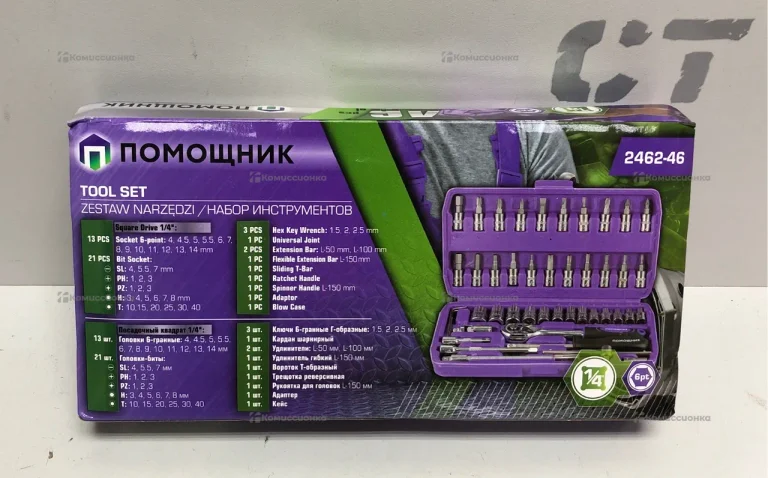 СТ
ПОМОЩНИК
ПОМОЩНИК
2462-46
TOOL SET
ZESTAW NARZĘDZI / НАБОР ИНСТРУМЕНТОВ
Square Drive 1/4":
13 PCS Socket 6-point: 4, 4.5, 5, 5.5, 6, 7,
8, 9, 10, 11, 12, 13, 14 mm
21 PCS Bit Socket:
SL: 4, 5.5, 7 mm
PH: 1, 2, 3
PZ: 1, 2, 3
H: 3, 4, 5, 6, 7, 8 mm
T: 10, 15, 20, 25, 30, 40
3 PCS Hex Key Wrench: 1.5, 2, 2.5 mm
1 PC Universal Joint
2 PCS Extension Bar: L-50 mm, L-100 mm
1 PC Flexible Extension Bar L-150 mm
1 PC Sliding T-Bar
1 PC Ratchet Handle
1 PC Spinner Handle L-150 mm
1 PC Adaptor
1 PC Blow Case
Посадочный квадрат 1/4":
13 шт. Головки 6-гранные: 4, 4.5, 5, 5.5,
6, 7, 8, 9, 10, 11, 12, 13, 14 мм
21 шт. Головки-биты:
SL: 4, 5.5, 7 мм
PH: 1, 2, 3
PZ: 1, 2, 3
H: 3, 4, 5, 6, 7, 8 мм
T: 10, 15, 20, 25, 30, 40
3 шт. Ключи 6-гранные Г-образные: 1.5, 2, 2.5 мм
1 шт. Кардан шарнирный
2 шт. Удлинители: L-50 мм, L-100 мм
1 шт. Удлинитель гибкий L-150 мм
1 шт. Вороток Т-образный
1 шт. Трещотка реверсивная
1 шт. Рукоятка для головок L-150 мм
1 шт. Адаптер
1 шт. Кейс
ПОМОЩНИК
1/4"
6pt
Комиссионка
Комиссионка
Комиссионка
Комиссионка
Комиссионка
Комиссионка
Комиссионка
Комиссионка
Комиссионка
Комиссионка
Комиссионка
Комиссионка